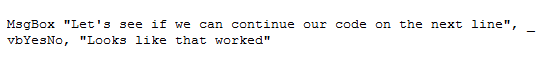 MsgBox "Let's see if we can continue our code on the next line", _
vbYesNo, "Looks like that worked"